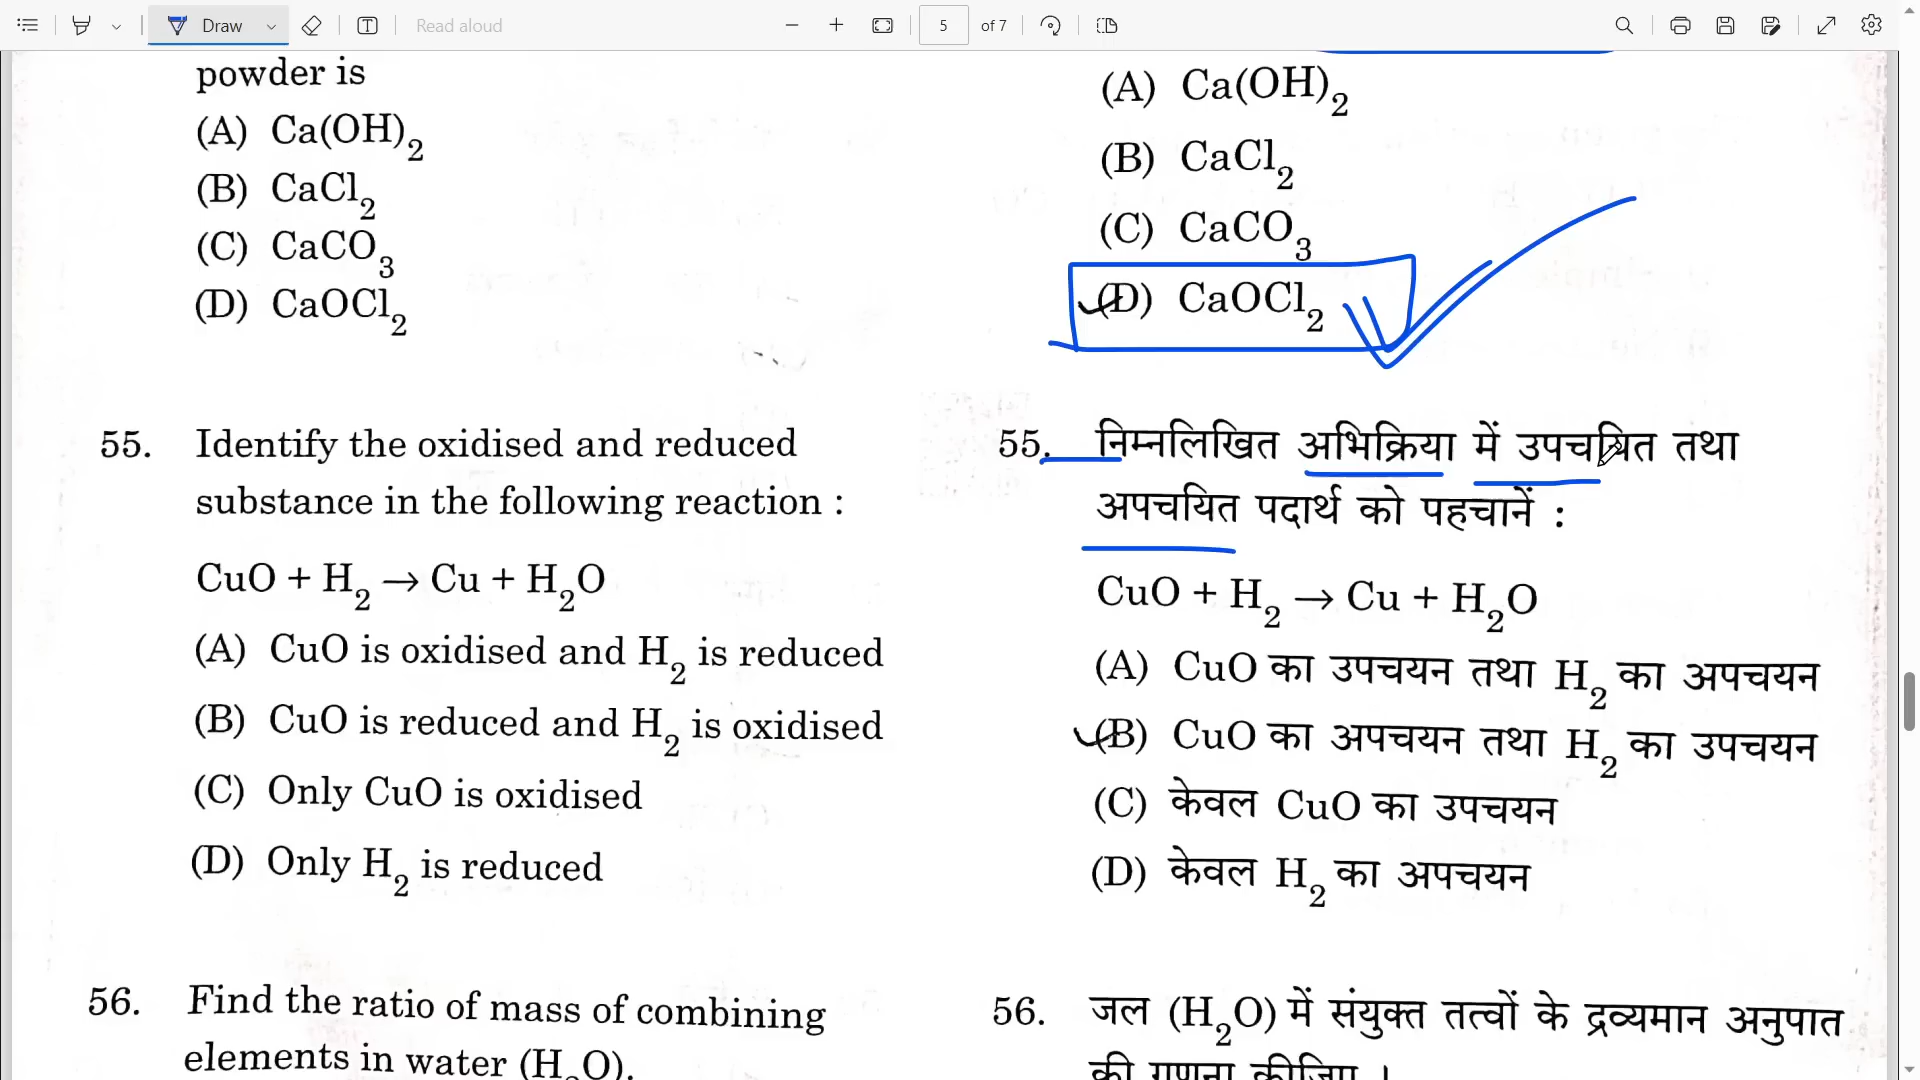 Draw
Read aloud
5 of 7
powder is
(A) Ca(OH)₂
(B) CaCl₂
(C) CaCO₃
(D) CaOCl₂
55. Identify the oxidised and reduced
substance in the following reaction :
CuO + H₂ → Cu + H₂O
(A) CuO is oxidised and H₂ is reduced
(B) CuO is reduced and H₂ is oxidised
(C) Only CuO is oxidised
(D) Only H₂ is reduced
56. Find the ratio of mass of combining
elements in water (H₂O).
(A) Ca(OH)₂
(B) CaCl₂
(C) CaCO₃
(D) CaOCl₂
55. निम्नलिखित अभिक्रिया में उपचयित तथा
अपचयित पदार्थ को पहचानें :
CuO + H₂ → Cu + H₂O
(A) CuO का उपचयन तथा H₂ का अपचयन
(B) CuO का अपचयन तथा H₂ का उपचयन
(C) केवल CuO का उपचयन
(D) केवल H₂ का अपचयन
56. जल (H₂O) में संयुक्त तत्वों के द्रव्यमान अनुपात
की गणना कीजिए ।